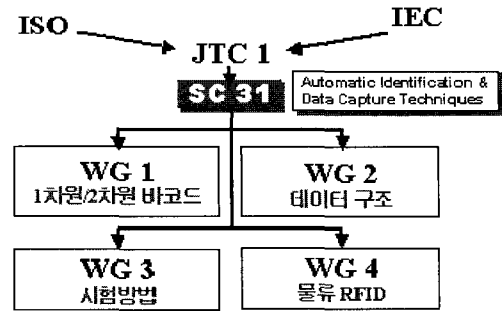 ISO
IEC
JTC 1
SC 31
Automatic Identification &
Data Capture Techniques
WG 1
1차원/2차원 바코드
WG 2
데이터 구조
WG 3
시험방법
WG 4
물류 RFID